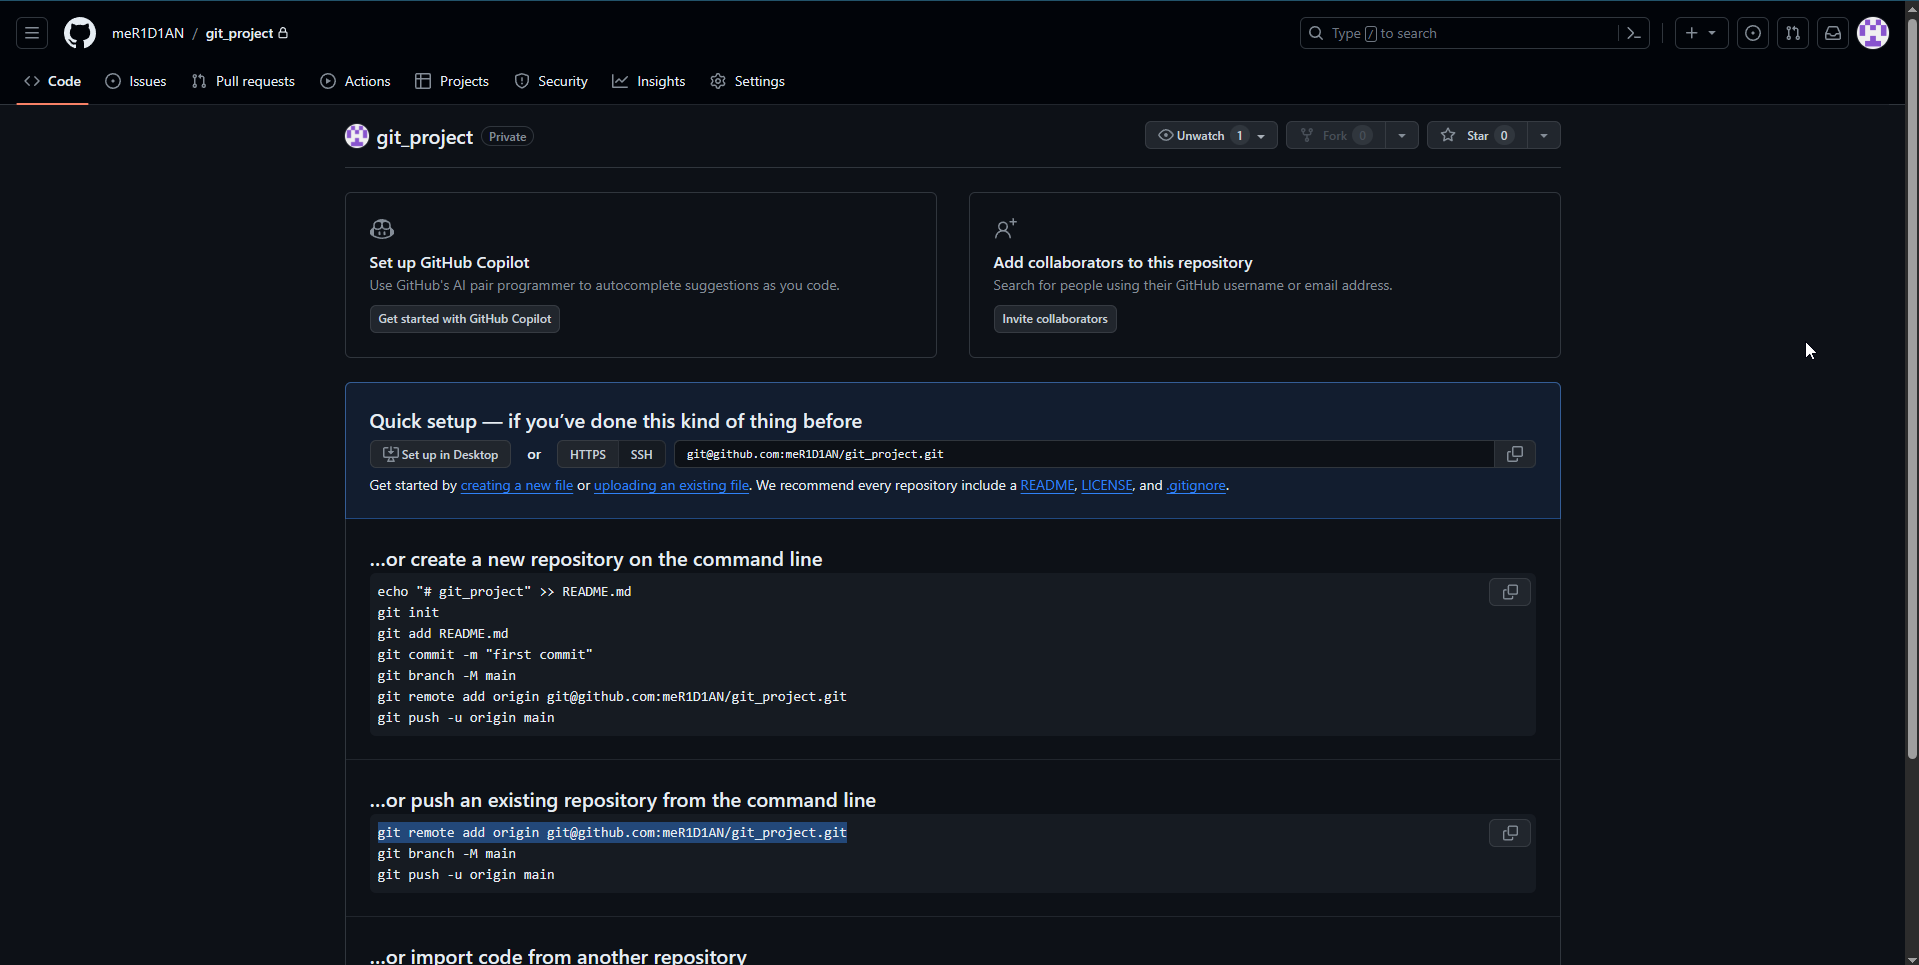 meR1D1AN / git_project
Type / to search
Code Issues Pull requests Actions Projects Security Insights Settings
git_project Private
Unwatch 1 Fork 0 Star 0
Set up GitHub Copilot
Use GitHub's AI pair programmer to autocomplete suggestions as you code.
Get started with GitHub Copilot
Add collaborators to this repository
Search for people using their GitHub username or email address.
Invite collaborators
Quick setup — if you’ve done this kind of thing before
Set up in Desktop or HTTPS SSH git@github.com:meR1D1AN/git_project.git
Get started by creating a new file or uploading an existing file. We recommend every repository include a README, LICENSE, and .gitignore.
…or create a new repository on the command line
echo "# git_project" >> README.md
git init
git add README.md
git commit -m "first commit"
git branch -M main
git remote add origin git@github.com:meR1D1AN/git_project.git
git push -u origin main
…or push an existing repository from the command line
git remote add origin git@github.com:meR1D1AN/git_project.git
git branch -M main
git push -u origin main
…or import code from another repository